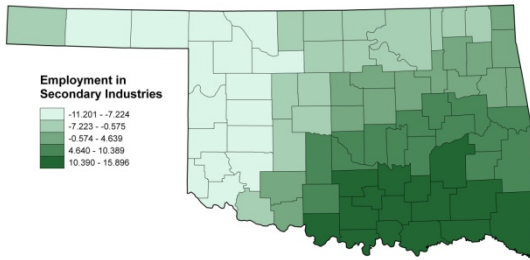 Employment in
Secondary Industries
-11.201 - -7.224
-7.223 - -0.575
-0.574 - 4.639
4.640 - 10.389
10.390 - 15.896